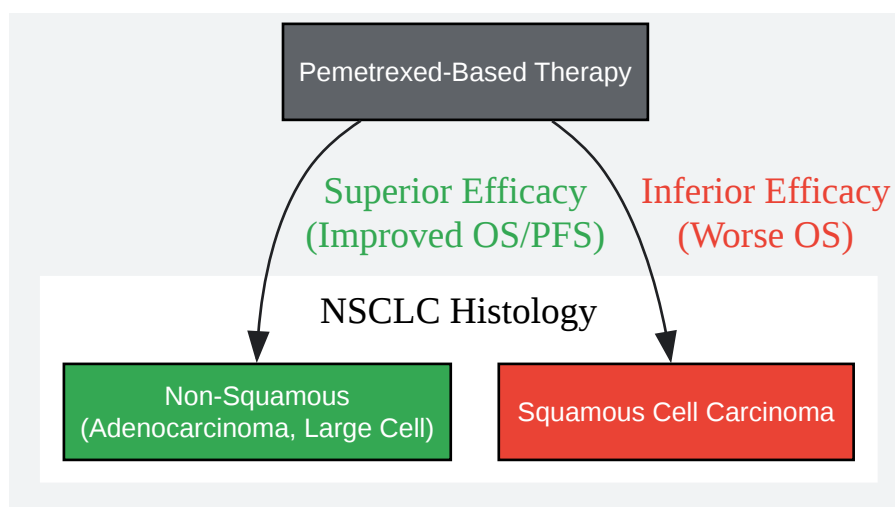 Pemetrexed-Based Therapy
Superior Efficacy
(Improved OS/PFS)
Inferior Efficacy
(Worse OS)
NSCLC Histology
Non-Squamous
(Adenocarcinoma, Large Cell)
Squamous Cell Carcinoma